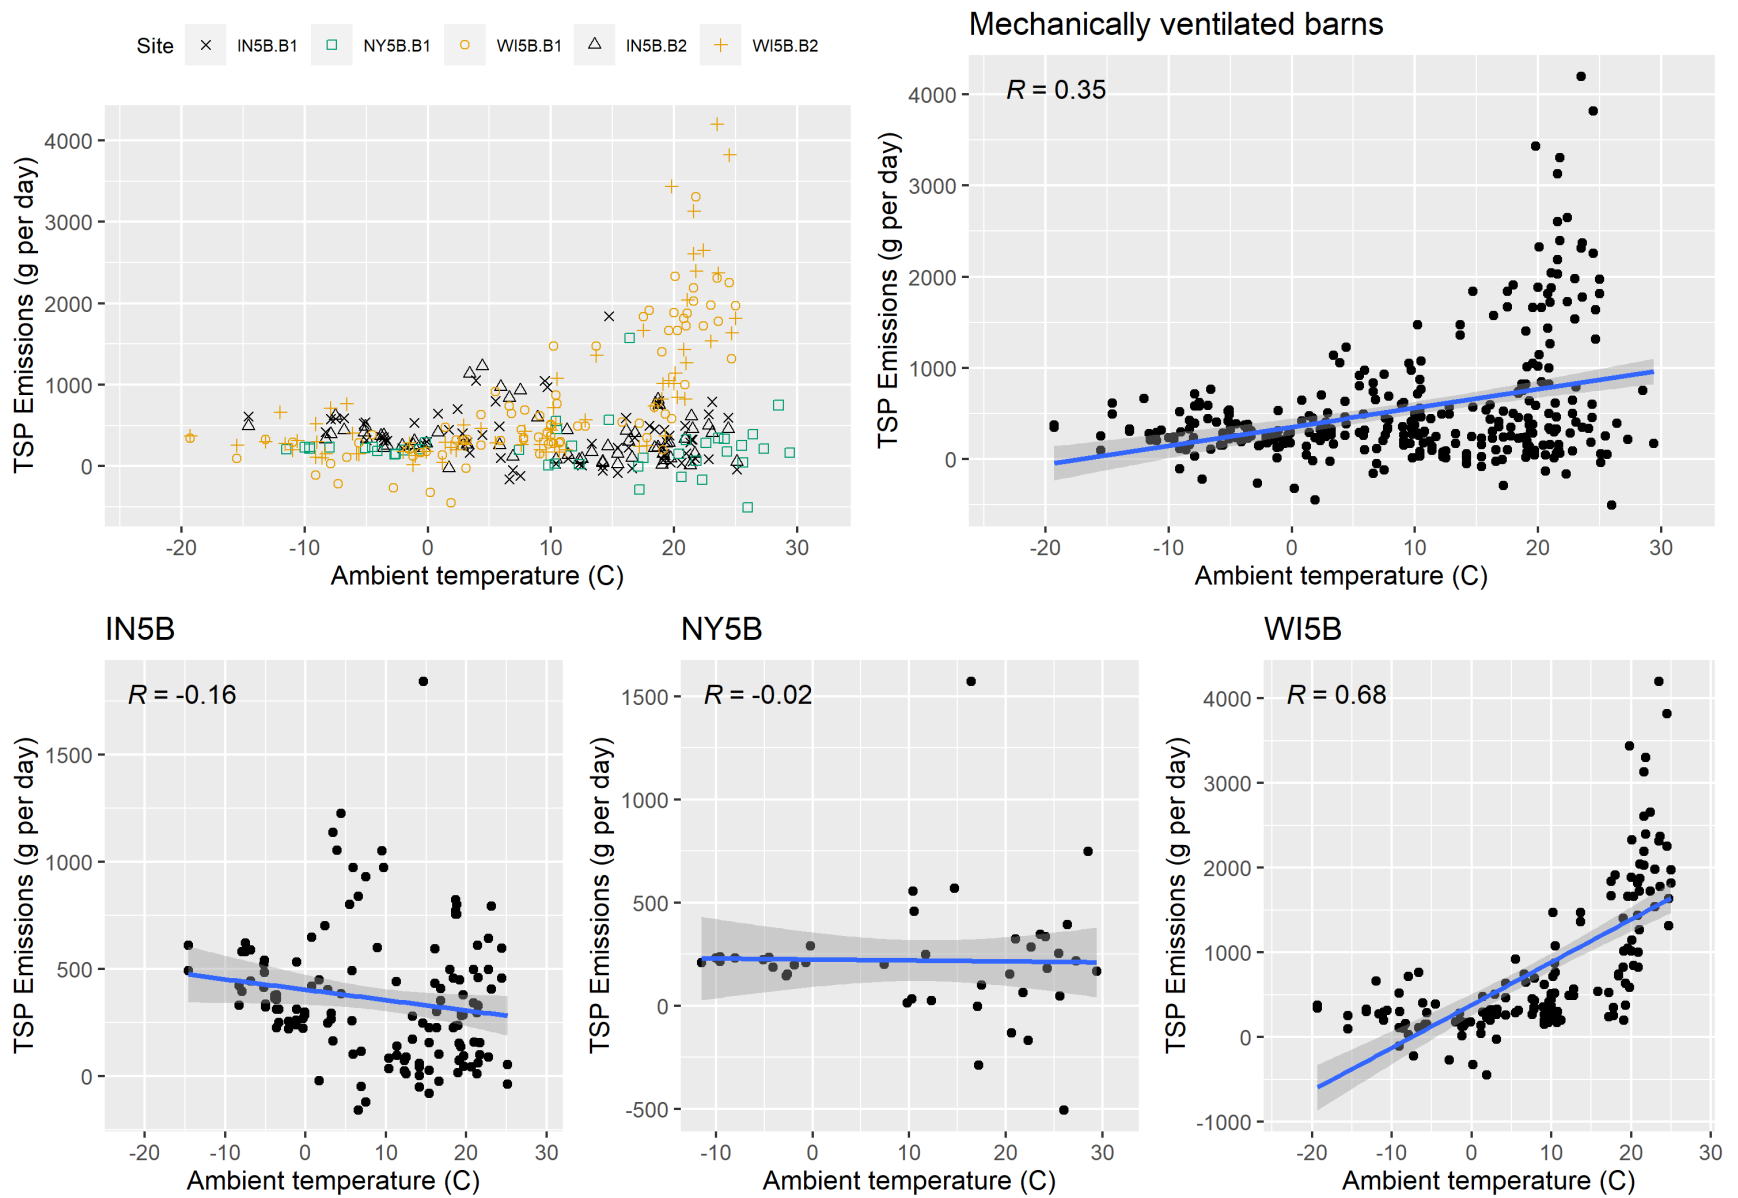 Site IN5B.B1 NY5B.B1 WI5B.B1 IN5B.B2 WI5B.B2
TSP Emissions (g per day)
4000
3000
2000
1000
0
-20 -10 0 10 20 30
Ambient temperature (C)
Mechanically ventilated barns
R = 0.35
TSP Emissions (g per day)
4000
3000
2000
1000
0
-20 -10 0 10 20 30
Ambient temperature (C)
IN5B
R = -0.16
TSP Emissions (g per day)
1500
1000
500
0
-20 -10 0 10 20 30
Ambient temperature (C)
NY5B
R = -0.02
TSP Emissions (g per day)
1500
1000
500
0
-500
-10 0 10 20 30
Ambient temperature (C)
WI5B
R = 0.68
TSP Emissions (g per day)
4000
3000
2000
1000
0
-1000
-20 -10 0 10 20 30
Ambient temperature (C)